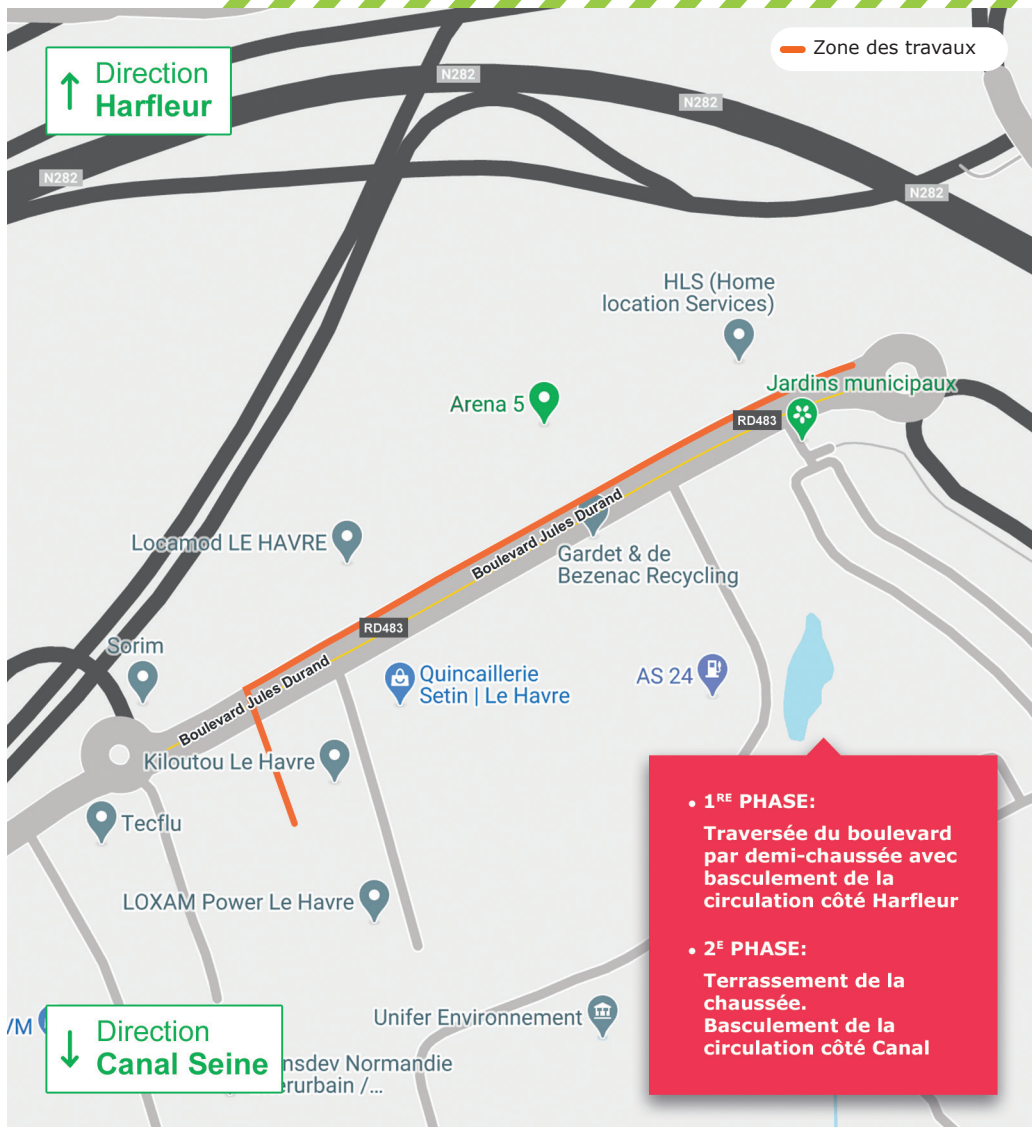 Direction
Harfleur
Zone des travaux
N282
N282
N282
N282
HLS (Home
location Services)
Jardins municipaux
Arena 5
RD483
Boulevard Jules Durand
Locamod LE HAVRE
Gardet & de
Bezenac Recycling
RD483
Sorim
Boulevard Jules Durand
Quincaillerie
Setin | Le Havre
AS 24
Kiloutou Le Havre
Tecflu
LOXAM Power Le Havre
• 1RE PHASE:
Traversée du boulevard
par demi-chaussée avec
basculement de la
circulation côté Harfleur
• 2E PHASE:
Terrassement de la
chaussée.
Basculement de la
circulation côté Canal
Unifer Environnement
VM
Direction
Canal Seine
nsdev Normandie
erurbain /...